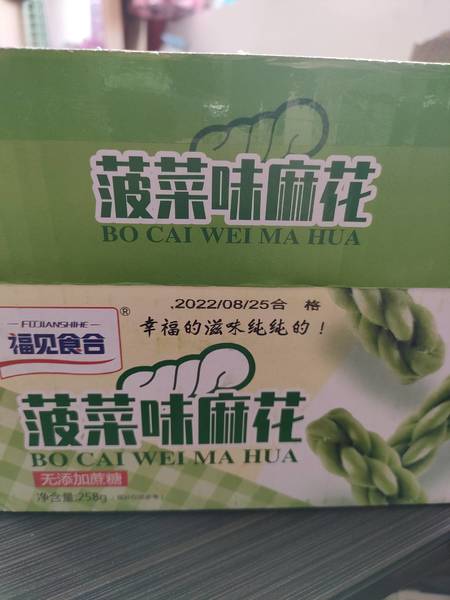 菠菜味麻花
BO CAI WEI MA HUA
.2022/08/25合 格
FUJIANSHIHE
®
福见食合
幸福的滋味纯纯的！
菠菜味麻花
BO CAI WEI MA HUA
无添加蔗糖
净含量:258g